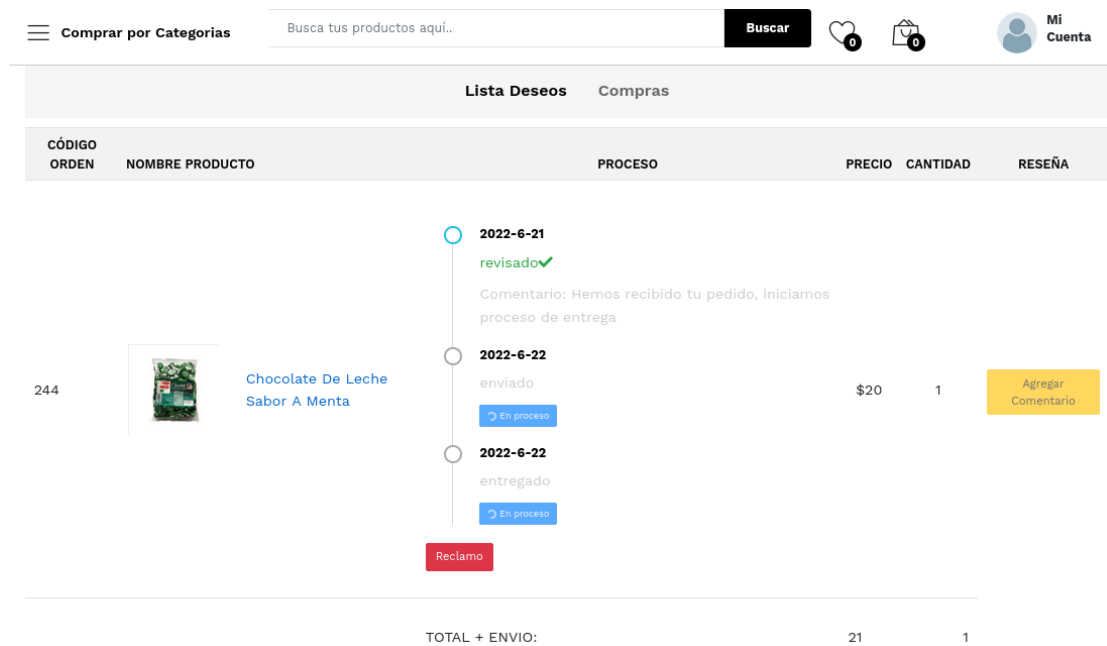 Comprar por Categorias
Busca tus productos aquí..
Buscar
0
0
Mi
Cuenta
Lista Deseos
Compras
CÓDIGO
ORDEN
NOMBRE PRODUCTO
PROCESO
PRECIO
CANTIDAD
RESEÑA
244
Chocolate De Leche
Sabor A Menta
2022-6-21
revisado
Comentario: Hemos recibido tu pedido, iniciamos
proceso de entrega
2022-6-22
enviado
En proceso
2022-6-22
entregado
En proceso
Reclamo
$20
1
Agregar
Comentario
TOTAL + ENVIO:
21
1